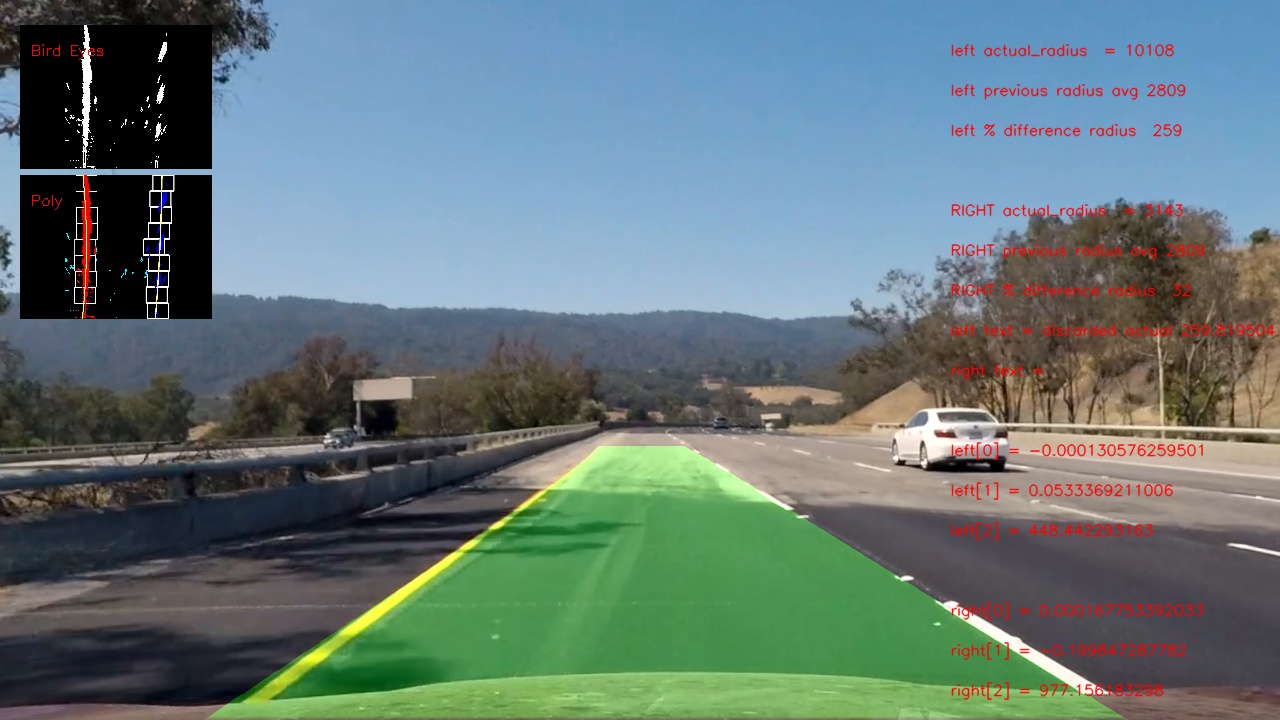 Bird Eyes
Poly
left actual_radius = 10108
left previous radius avg 2809
left % difference radius 259
RIGHT actual_radius = 3143
RIGHT previous radius avg 2809
RIGHT % difference radius 32
left text = discarded actual 259.819504
right text =
left[0] = -0.000130576259501
left[1] = 0.0533369211006
left[2] = 448.442293163
right[0] = 0.000167753392033
right[1] = -0.199847287782
right[2] = 977.156183298